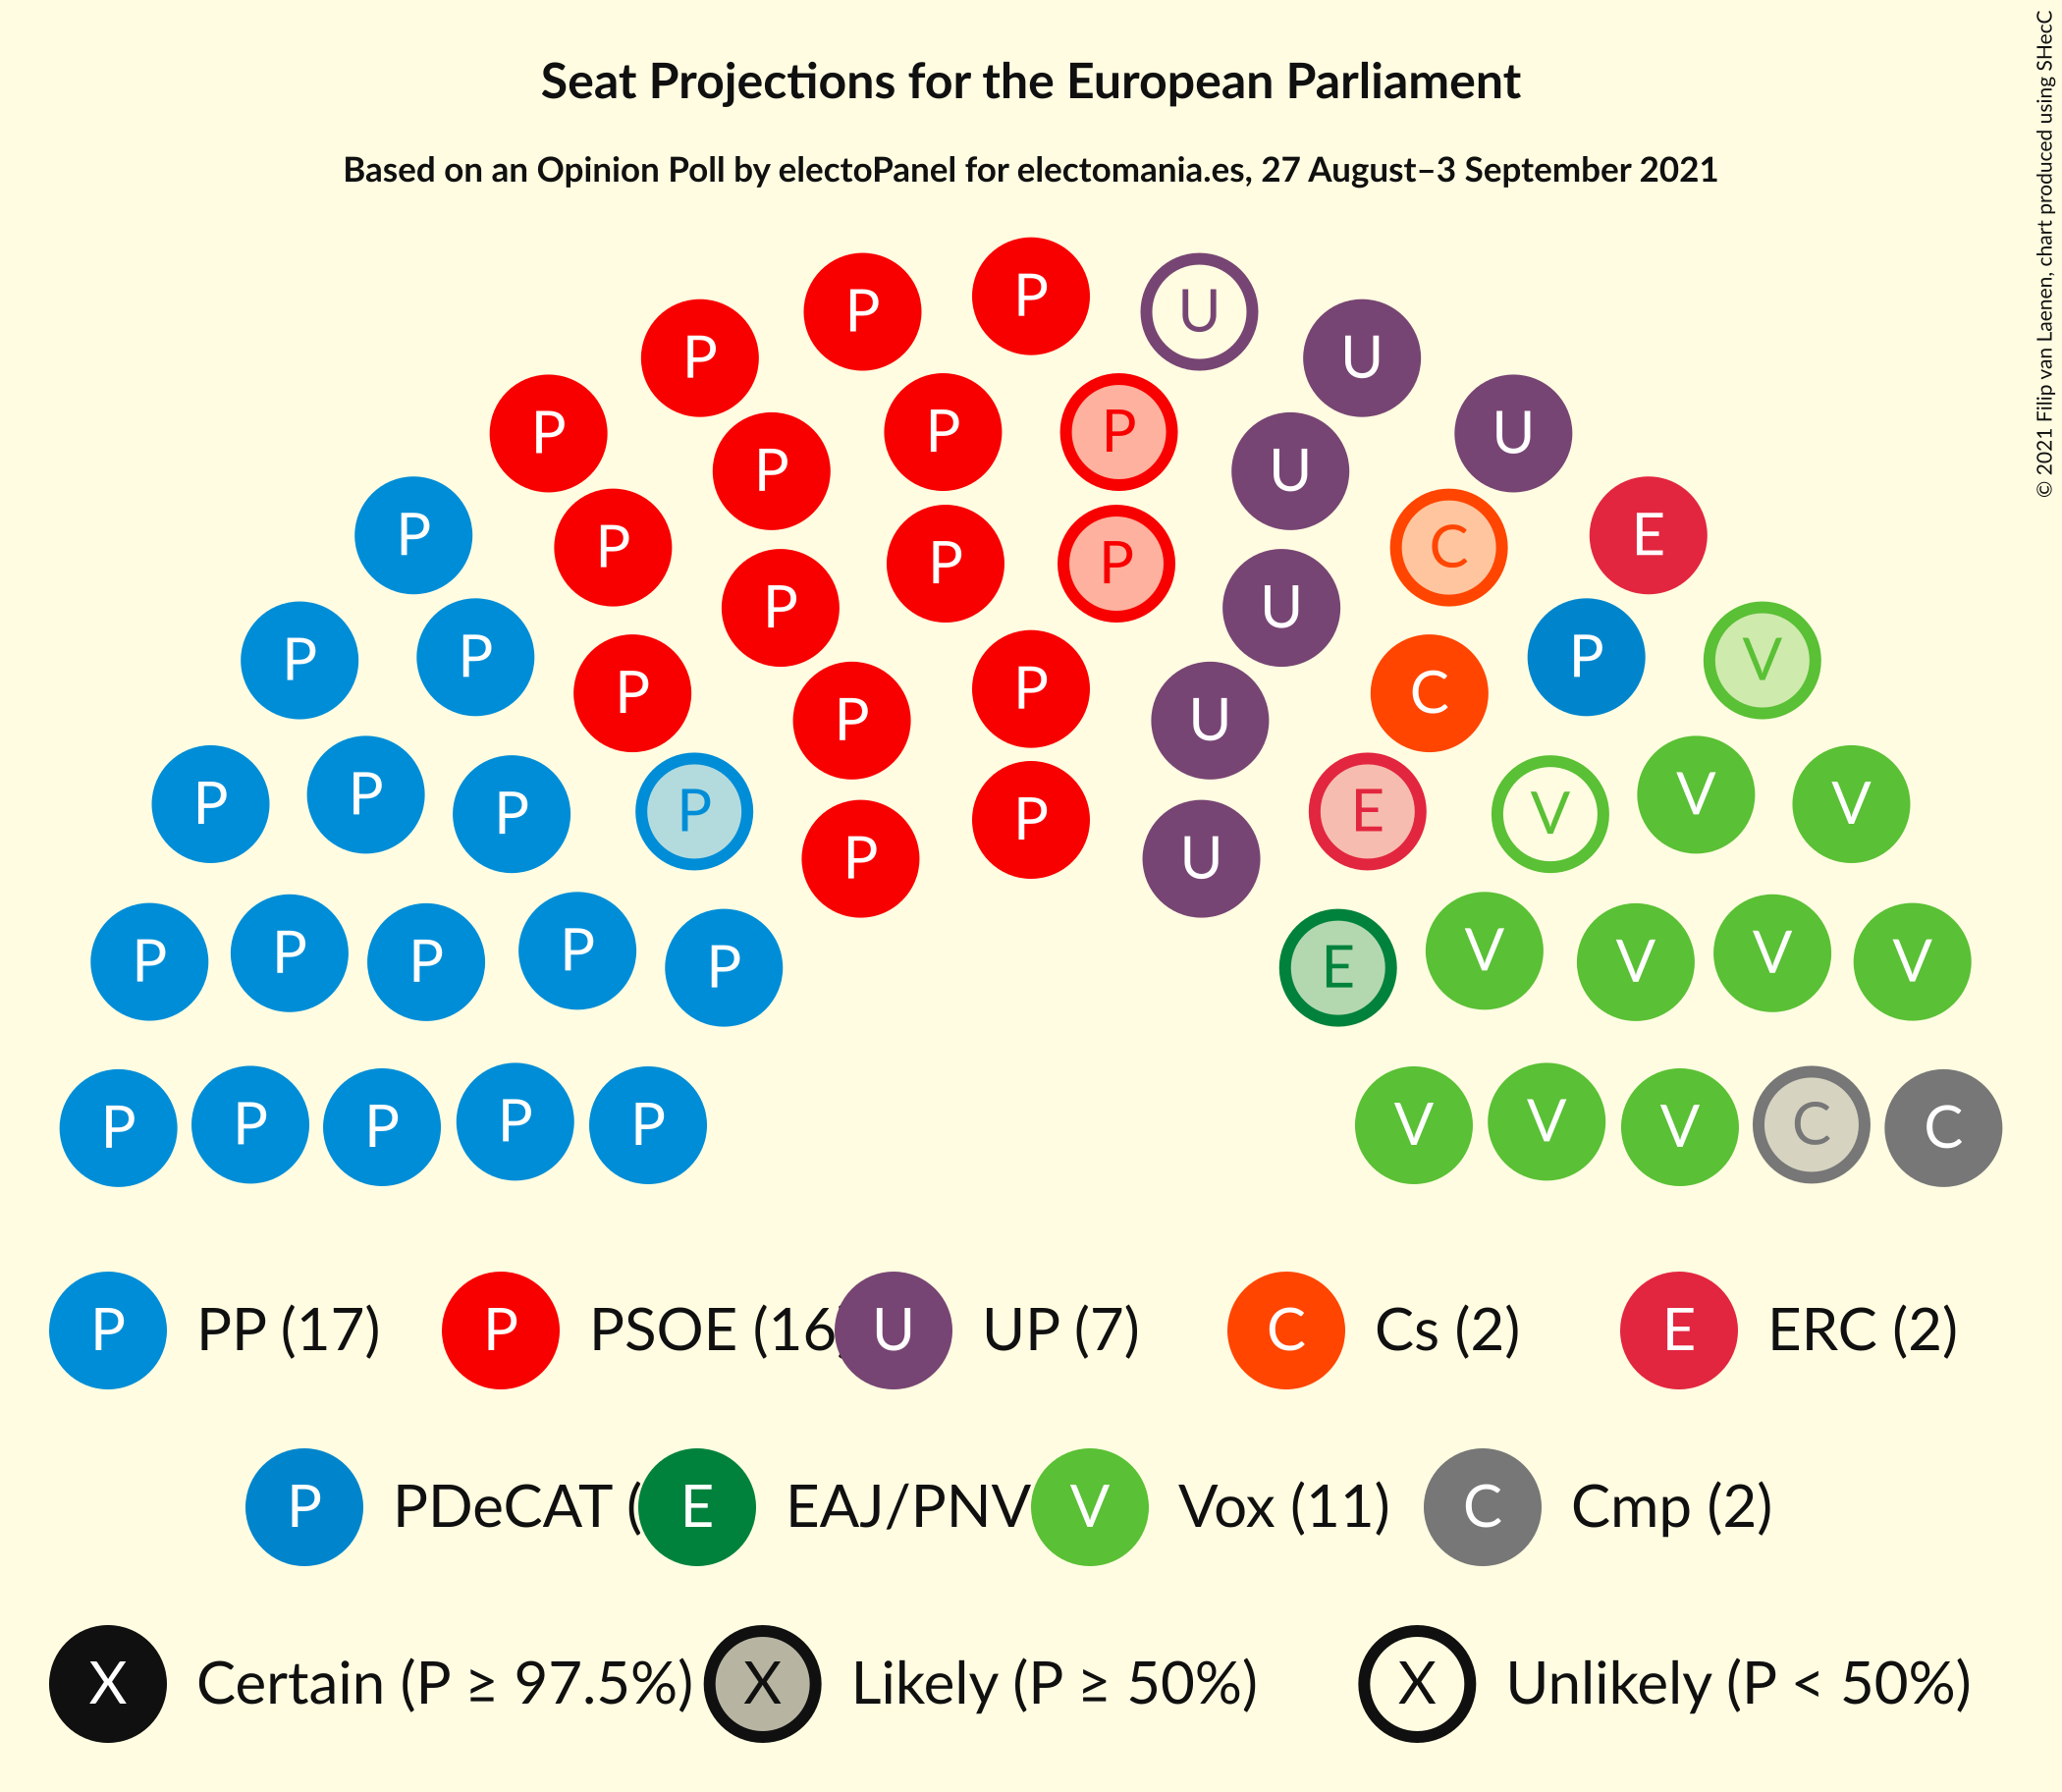 Seat Projections for the European Parliament
Based on an Opinion Poll by electoPanel for electomania.es, 27 August–3 September 2021
© 2021 Filip van Laenen, chart produced using SHecC
P P U
P U
P P P U
P P U
P E
P C
P P P
P U
P P P V
P P C
P P U
P P P V V
P P E V
P
P U
P P P P P E V V V V
P P P P P V V V C C
P PP (17) P PSOE (16) U UP (7) C Cs (2) E ERC (2)
P PDeCAT ( E EAJ/PNV V Vox (11) C Cmp (2)
X Certain (P ≥ 97.5%) X Likely (P ≥ 50%) X Unlikely (P < 50%)